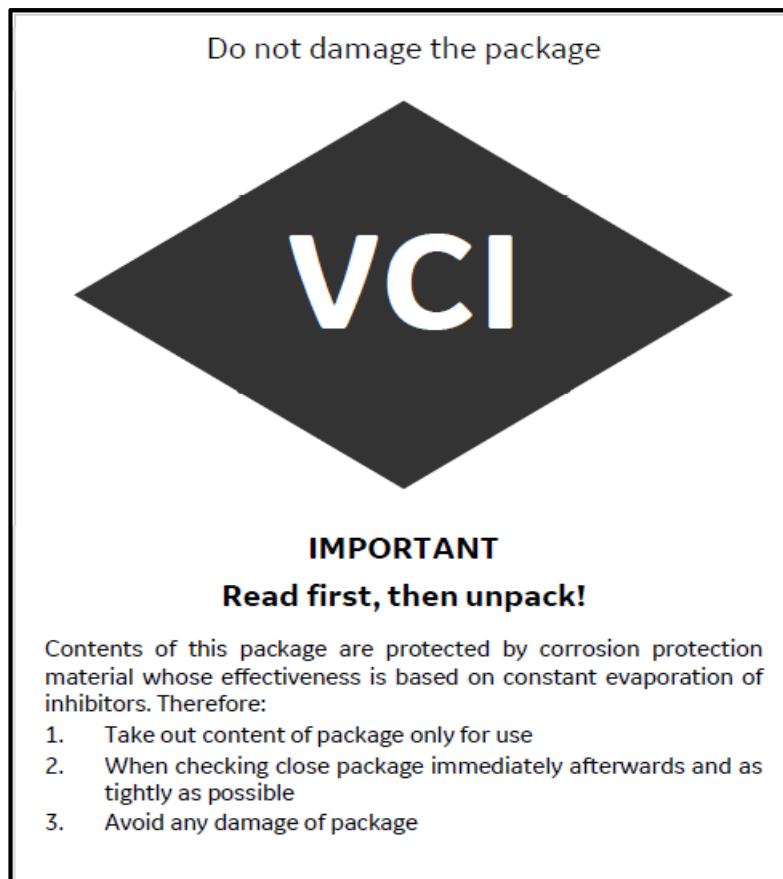 Do not damage the package
VCI
IMPORTANT
Read first, then unpack!
Contents of this package are protected by corrosion protection
material whose effectiveness is based on constant evaporation of
inhibitors. Therefore:
1. Take out content of package only for use
2. When checking close package immediately afterwards and as
tightly as possible
3. Avoid any damage of package